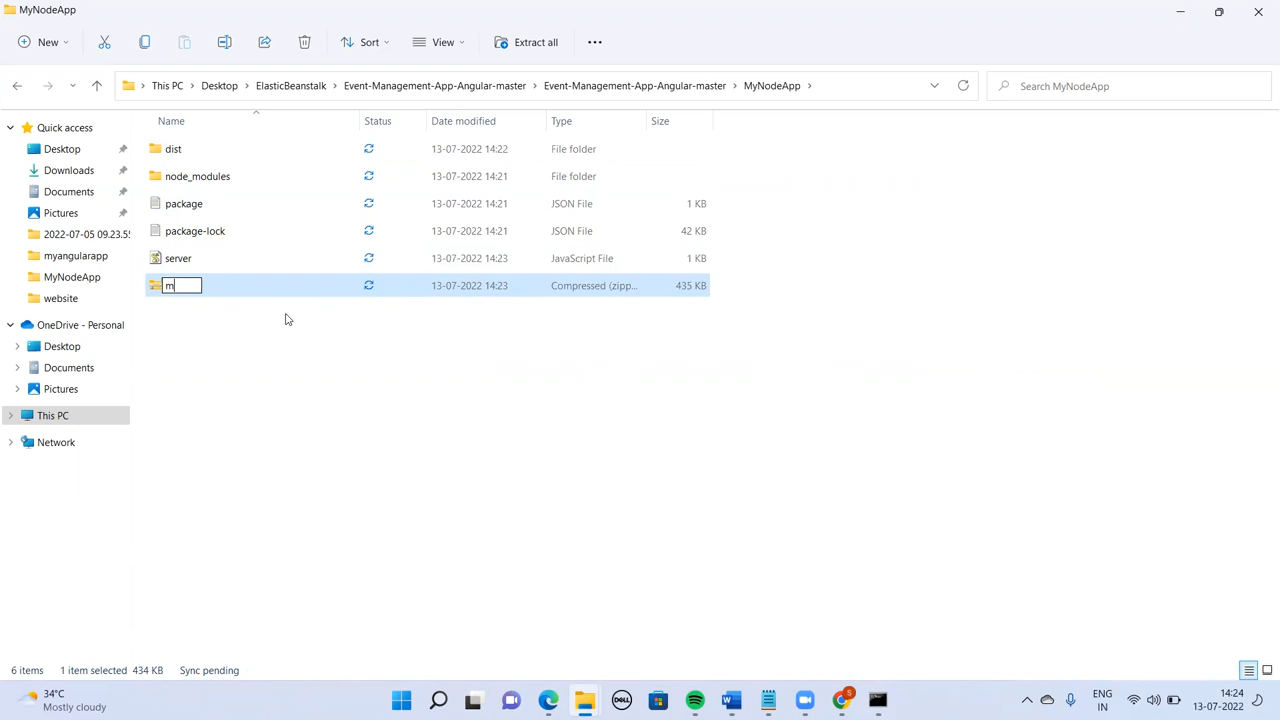 MyNodeApp
New
Sort
View
Extract all
This PC
Desktop
ElasticBeanstalk
Event-Management-App-Angular-master
Event-Management-App-Angular-master
MyNodeApp
Search MyNodeApp
Name
Status
Date modified
Type
Size
dist
13-07-2022 14:22
File folder
node_modules
13-07-2022 14:21
File folder
package
13-07-2022 14:21
JSON File
1 KB
package-lock
13-07-2022 14:21
JSON File
42 KB
server
13-07-2022 14:23
JavaScript File
1 KB
m
13-07-2022 14:23
Compressed (zipp...
435 KB
Quick access
Desktop
Downloads
Documents
Pictures
2022-07-05 09.23.55
myangularapp
MyNodeApp
website
OneDrive - Personal
Desktop
Documents
Pictures
This PC
Network
6 items
1 item selected 434 KB
Sync pending
34°C
Mostly cloudy
DELL
W
S
ENG
IN
14:24
13-07-2022